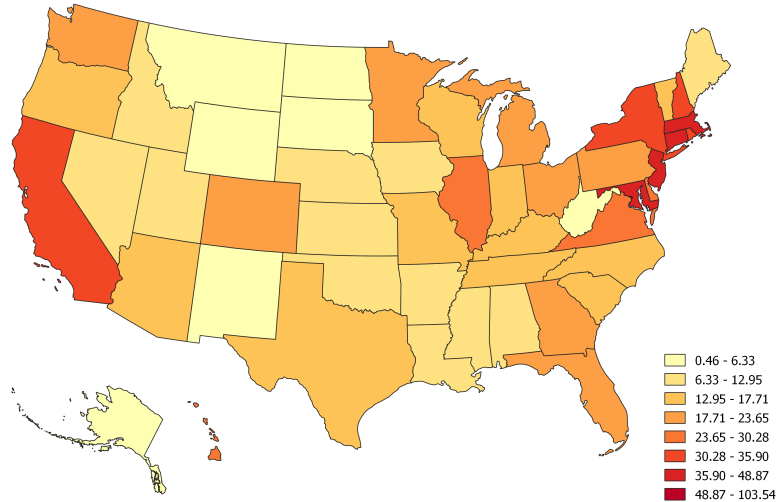 0.46 - 6.33
6.33 - 12.95
12.95 - 17.71
17.71 - 23.65
23.65 - 30.28
30.28 - 35.90
35.90 - 48.87
48.87 - 103.54